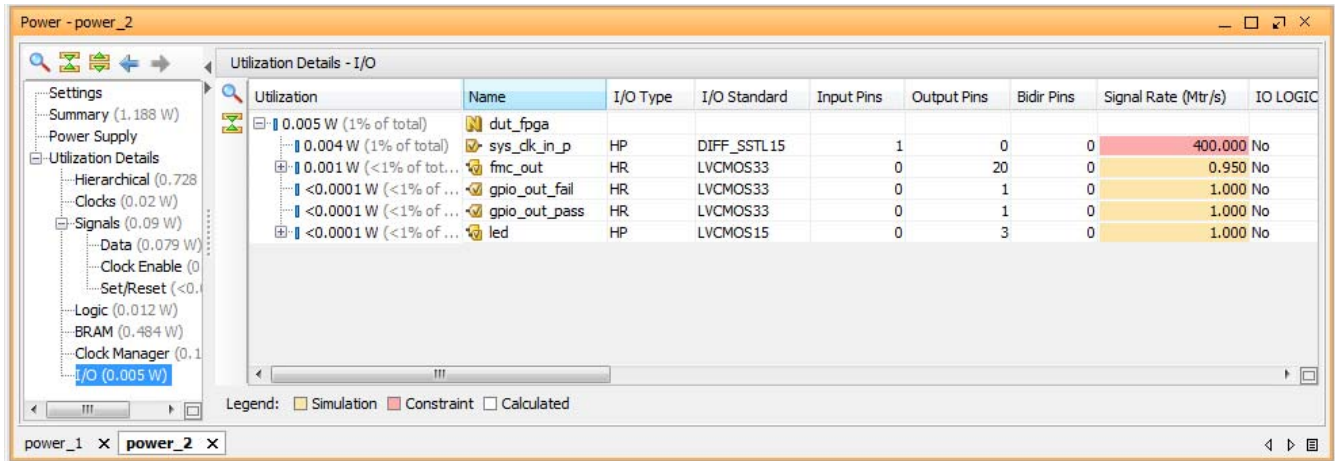 Power - power_2
Utilization Details - I/O
Settings
Summary (1.188 W)
Power Supply
Utilization Details
Hierarchical (0.728
Clocks (0.02 W)
Signals (0.09 W)
Data (0.079 W)
Clock Enable (0
Set/Reset (<0.
Logic (0.012 W)
BRAM (0.484 W)
Clock Manager (0.1
I/O (0.005 W)
Utilization Name I/O Type I/O Standard Input Pins Output Pins Bidir Pins Signal Rate (Mtr/s) IO LOGIC
0.005 W (1% of total) dut_fpga
0.004 W (1% of total) sys_clk_in_p HP DIFF_SSTL15 1 0 0 400.000 No
0.001 W (<1% of tot... fmc_out HR LVCMOS33 0 20 0 0.950 No
<0.0001 W (<1% of ... gpio_out_fail HR LVCMOS33 0 1 0 1.000 No
<0.0001 W (<1% of ... gpio_out_pass HR LVCMOS33 0 1 0 1.000 No
<0.0001 W (<1% of ... led HP LVCMOS15 0 3 0 1.000 No
Legend: Simulation Constraint Calculated
power_1 power_2